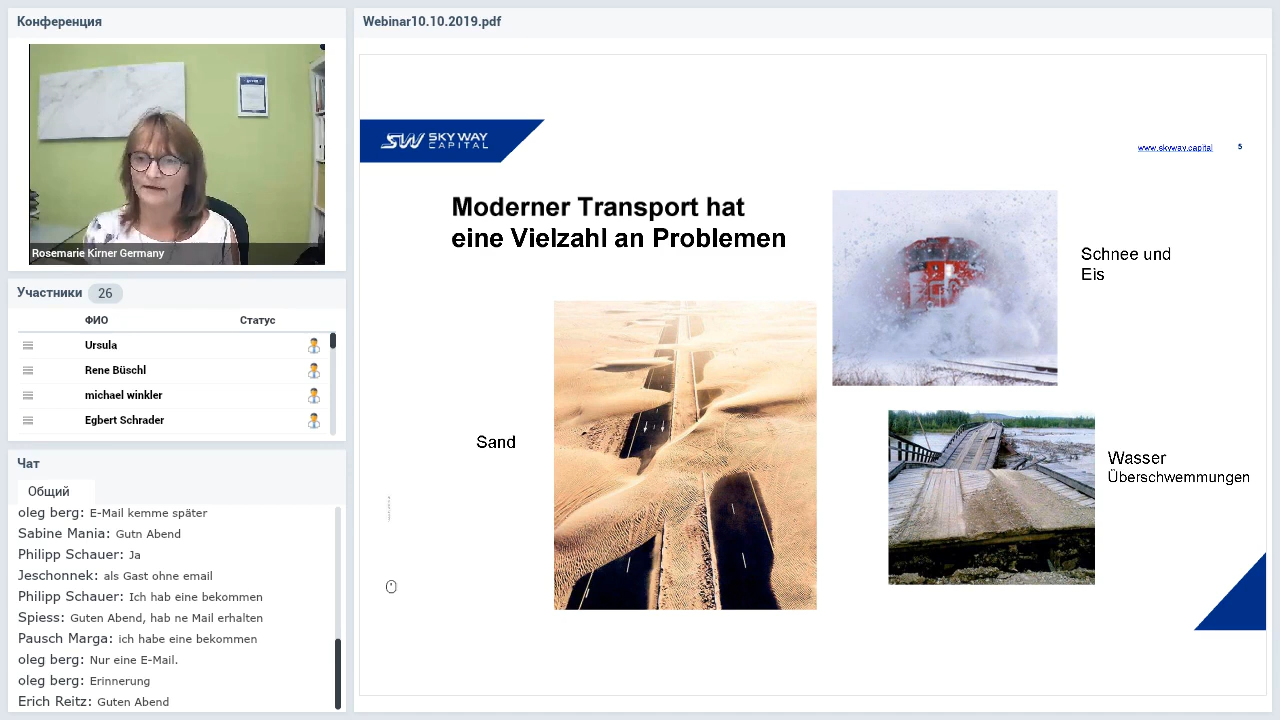 Конференция
Rosemarie Kirner Germany
Участники 26
ФИО Статус
Ursula
Rene Büschl
michael winkler
Egbert Schrader
Чат
Общий
oleg berg: E-Mail kemme später
Sabine Mania: Gutn Abend
Philipp Schauer: Ja
Jeschonnek: als Gast ohne email
Philipp Schauer: Ich hab eine bekommen
Spiess: Guten Abend, hab ne Mail erhalten
Pausch Marga: ich habe eine bekommen
oleg berg: Nur eine E-Mail.
oleg berg: Erinnerung
Erich Reitz: Guten Abend
Webinar10.10.2019.pdf
SW SKY WAY
CAPITAL
www.skyway.capital 5
Moderner Transport hat
eine Vielzahl an Problemen
Schnee und
Eis
Sand
Wasser
Überschwemmungen